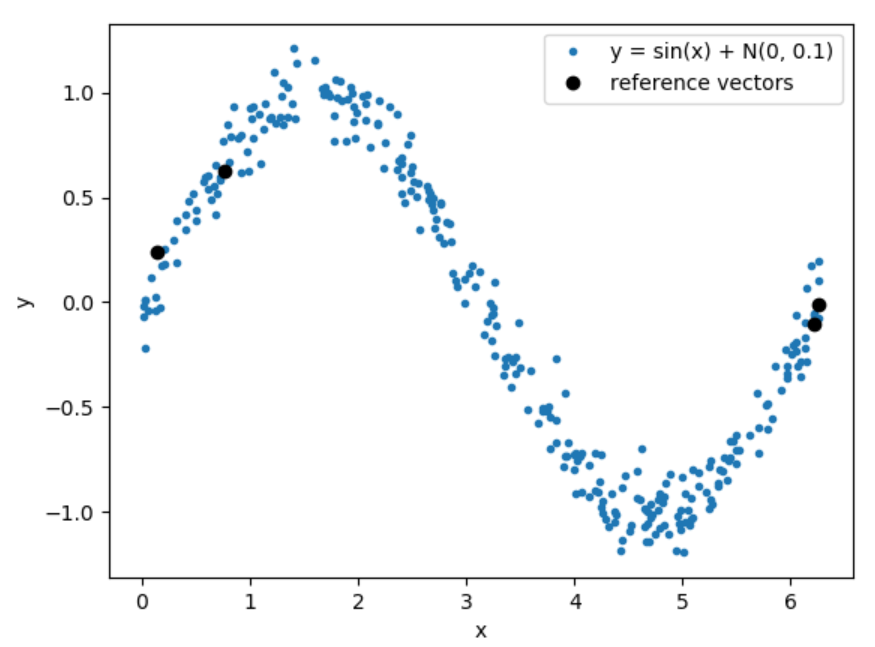 y = sin(x) + N(0, 0.1)
reference vectors
1.0
0.5
0.0
−0.5
−1.0
y
0 1 2 3 4 5 6
x